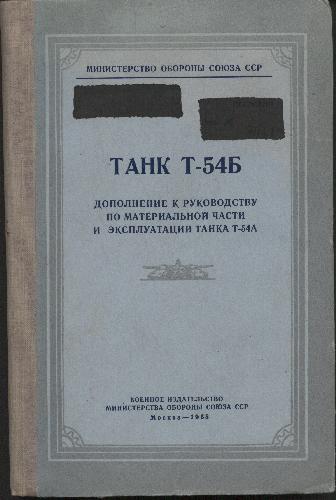 МИНИСТЕРСТВО ОБОРОНЫ СОЮЗА ССР
ТАНК Т-54Б
ДОПОЛНЕНИЕ К РУКОВОДСТВУ
ПО МАТЕРИАЛЬНОЙ ЧАСТИ
И ЭКСПЛУАТАЦИИ ТАНКА Т-54А
ВОЕННОЕ ИЗДАТЕЛЬСТВО
МИНИСТЕРСТВА ОБОРОНЫ СОЮЗА ССР
Москва—